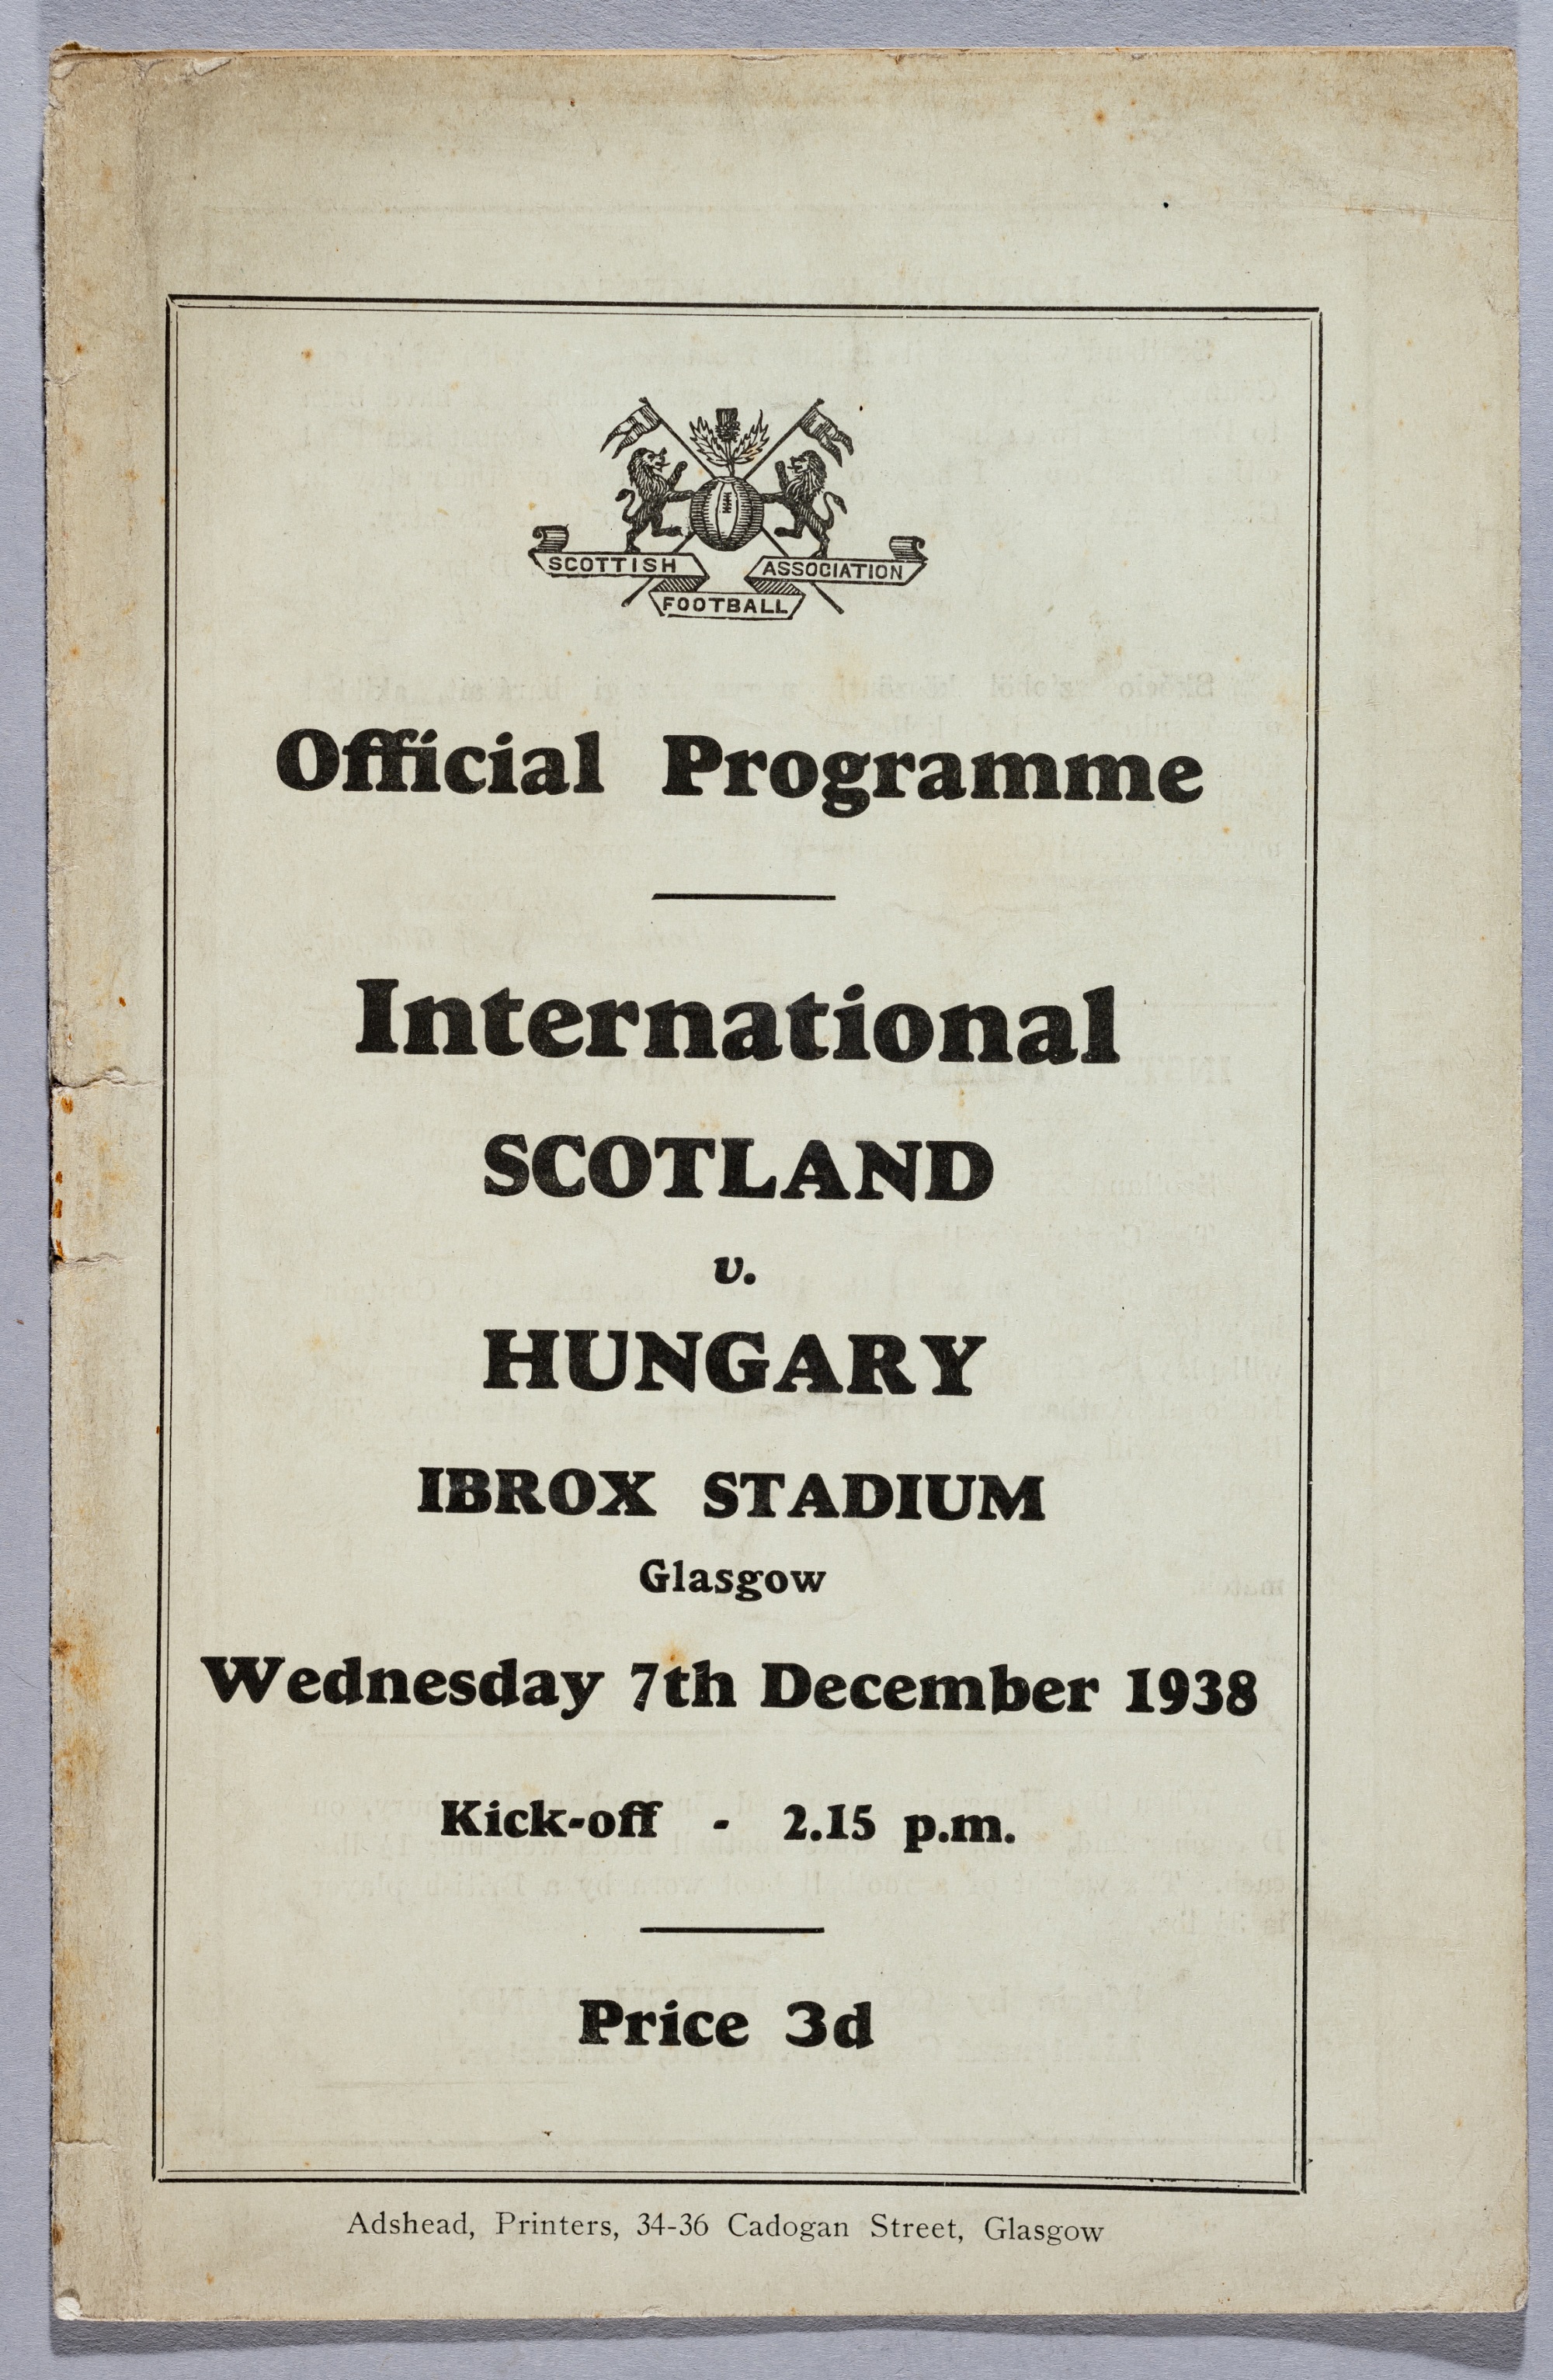 SCOTTISH FOOTBALL ASSOCIATION
Official Programme
International
SCOTLAND
v.
HUNGARY
IBROX STADIUM
Glasgow
Wednesday 7th December 1938
Kick-off - 2.15 p.m.
Price 3d
Adshead, Printers, 34-36 Cadogan Street, Glasgow